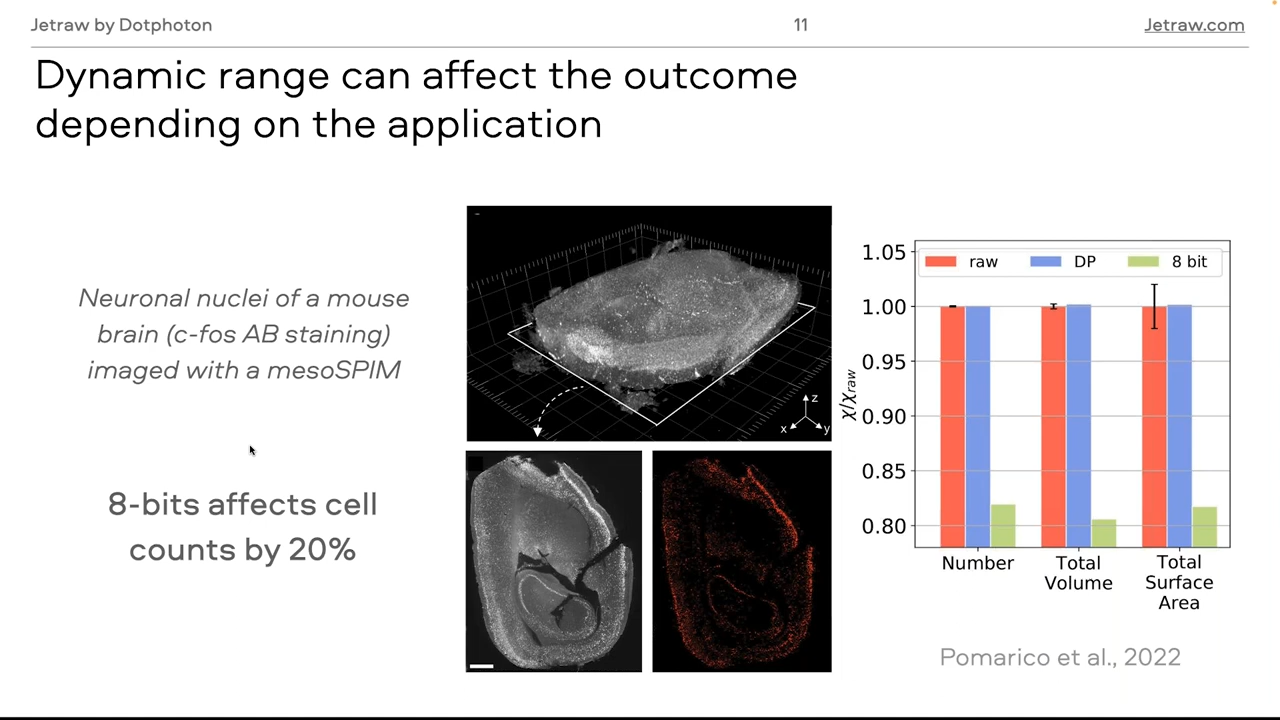 Jetraw by Dotphoton
11
Jetraw.com
Dynamic range can affect the outcome
depending on the application
Neuronal nuclei of a mouse
brain (c-fos AB staining)
imaged with a mesoSPIM
8-bits affects cell
counts by 20%
z
x
y
raw
DP
8 bit
χ/χraw
1.05
1.00
0.95
0.90
0.85
0.80
Number
Total
Volume
Total
Surface
Area
Pomarico et al., 2022